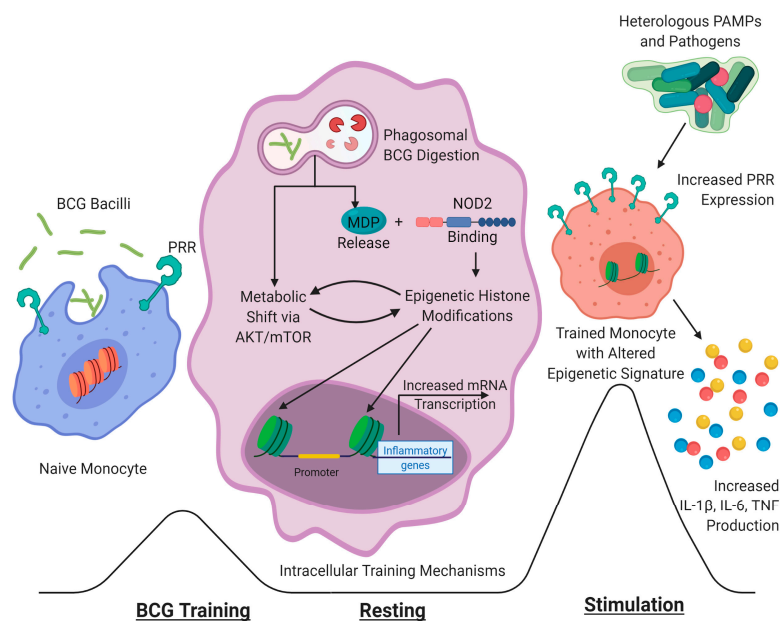 Heterologous PAMPs
and Pathogens
Phagosomal
BCG Digestion
Increased PRR
Expression
BCG Bacilli
PRR
MDP
Release
+
NOD2
Binding
Metabolic
Shift via
AKT/mTOR
Epigenetic Histone
Modifications
Trained Monocyte
with Altered
Epigenetic Signature
Increased mRNA
Transcription
Promoter
Inflammatory
genes
Naive Monocyte
Increased
IL-1β, IL-6, TNF
Production
Intracellular Training Mechanisms
BCG Training
Resting
Stimulation